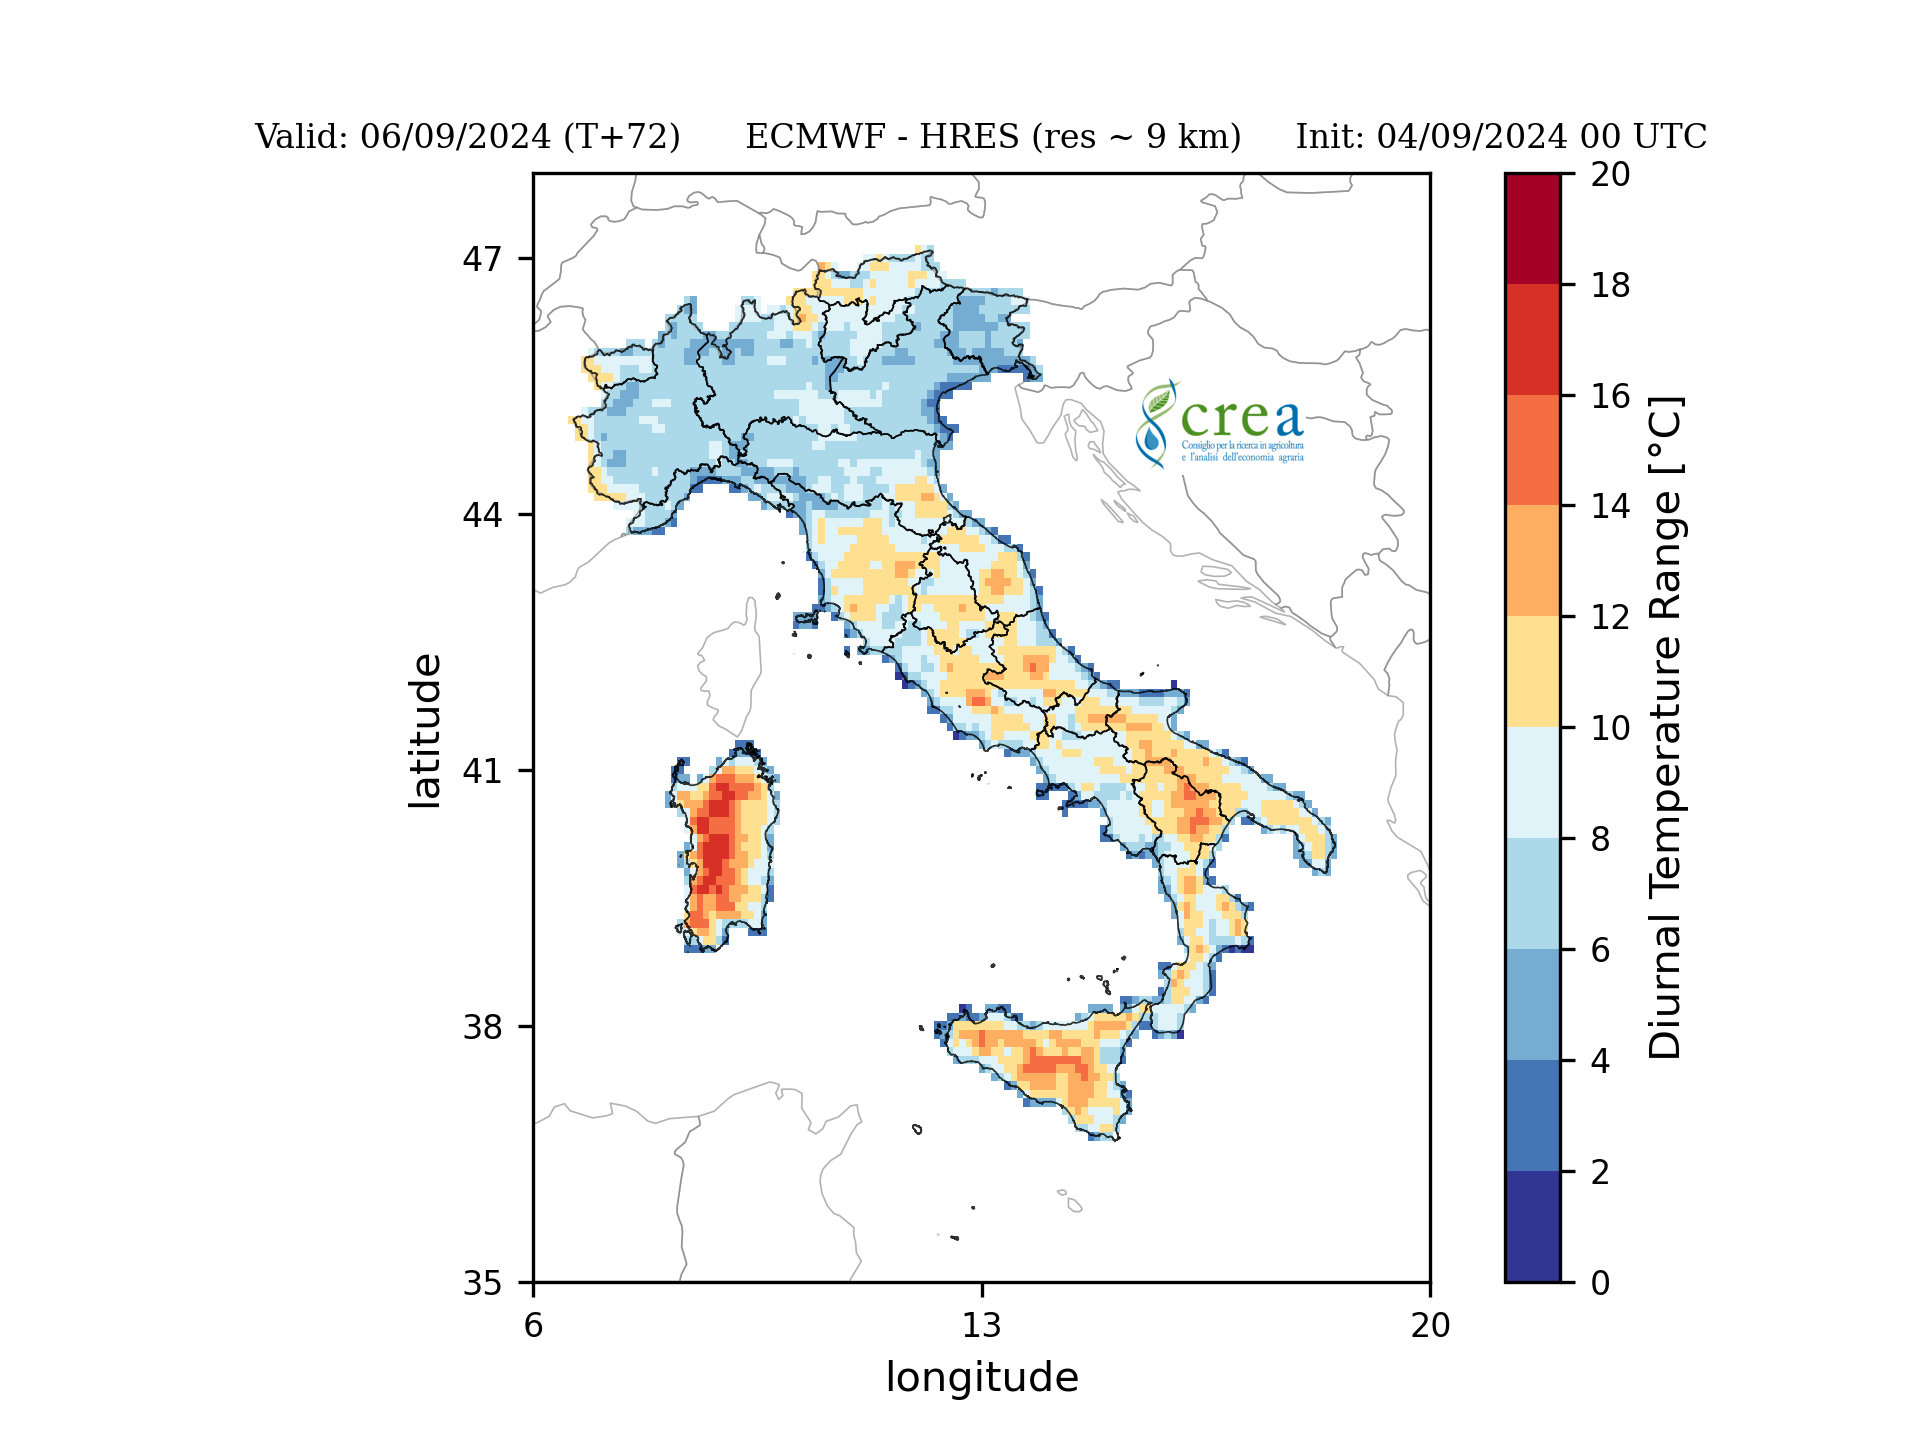 Valid: 06/09/2024 (T+72) ECMWF - HRES (res ~ 9 km) Init: 04/09/2024 00 UTC
47
44
41
38
35
latitude
6
13
20
longitude
crea
Consiglio per la ricerca in agricoltura
e l'analisi dell'economia agraria
20
18
16
14
12
10
8
6
4
2
0
Diurnal Temperature Range [°C]